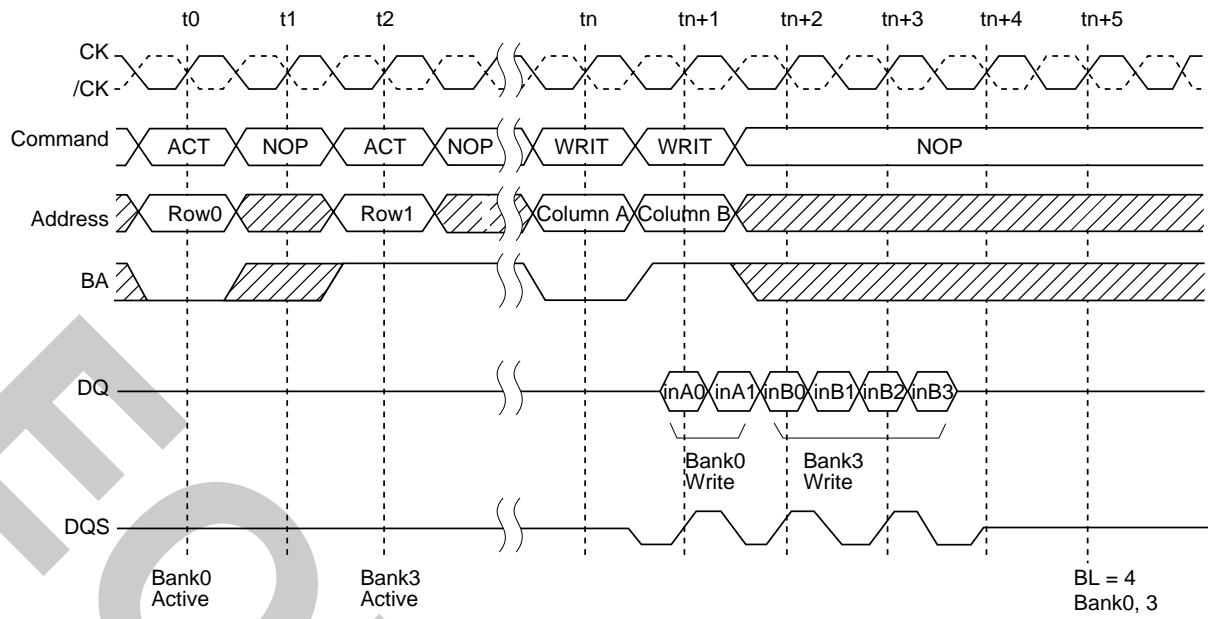 t0 t1 t2 tn tn+1 tn+2 tn+3 tn+4 tn+5
CK
/CK
Command ACT NOP ACT NOP WRIT WRIT NOP
Address Row0 Row1 Column A Column B
BA
DQ inA0 inA1 inB0 inB1 inB2 inB3
Bank0 Bank3
Write Write
DQS
Bank0 Bank3 BL = 4
Active Active Bank0, 3